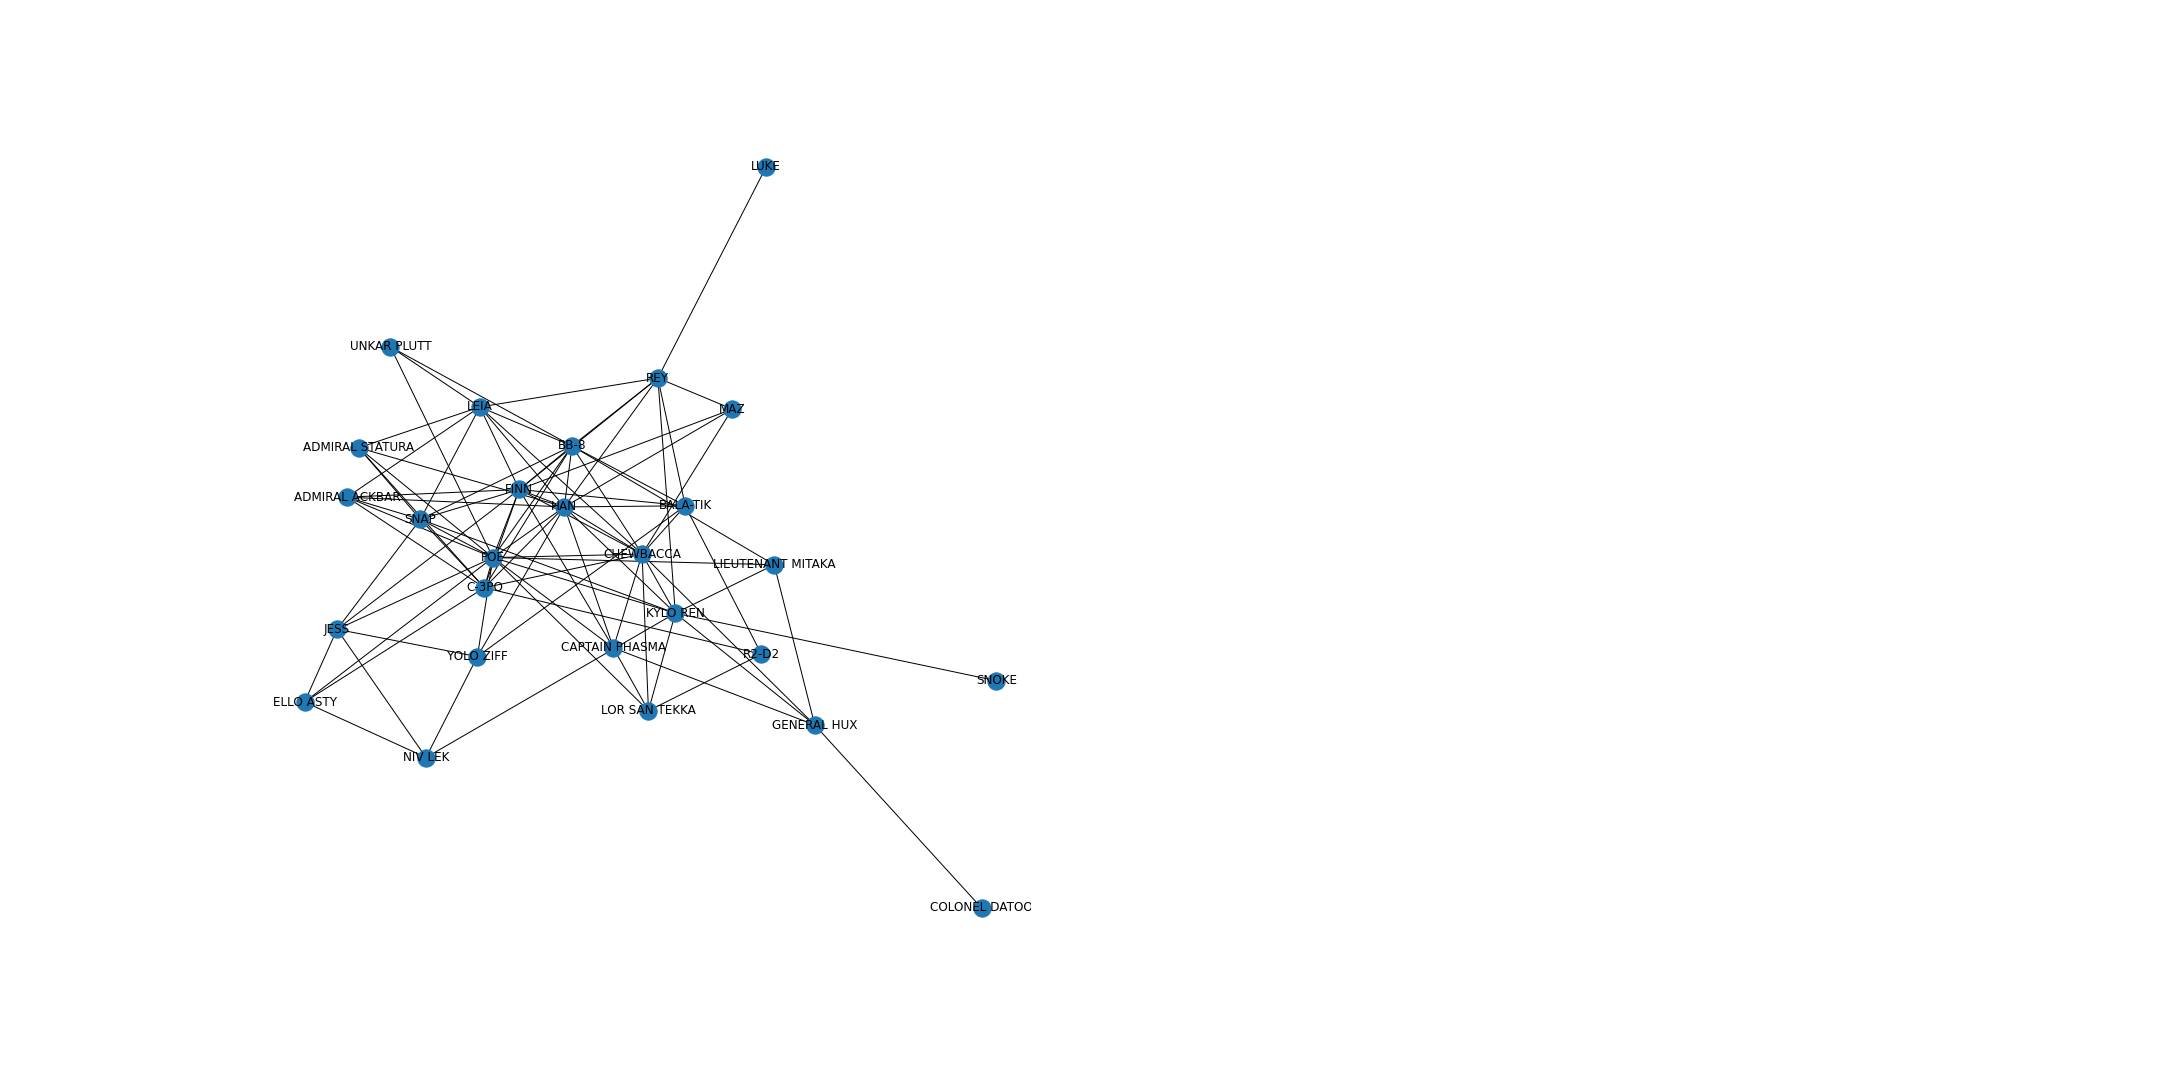 LUKE
UNKAR PLUTT
REY
LEIA
MAZ
BB-8
ADMIRAL STATURA
FINN
ADMIRAL ACKBAR
HAN
BALA-TIK
SNAP
POE
CHEWBACCA
LIEUTENANT MITAKA
C-3PO
KYLO REN
JESS
CAPTAIN PHASMA
R2-D2
YOLO ZIFF
SNOKE
ELLO ASTY
LOR SAN TEKKA
GENERAL HUX
NIV LEK
COLONEL DATOO